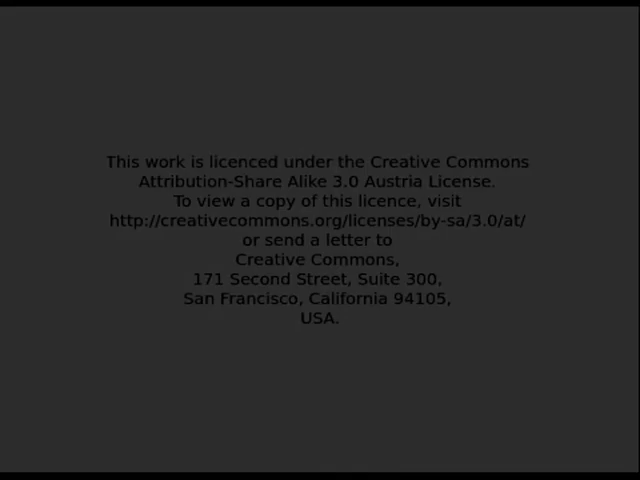 This work is licenced under the Creative Commons
Attribution-Share Alike 3.0 Austria License.
To view a copy of this licence, visit
http://creativecommons.org/licenses/by-sa/3.0/at/
or send a letter to
Creative Commons,
171 Second Street, Suite 300,
San Francisco, California 94105,
USA.